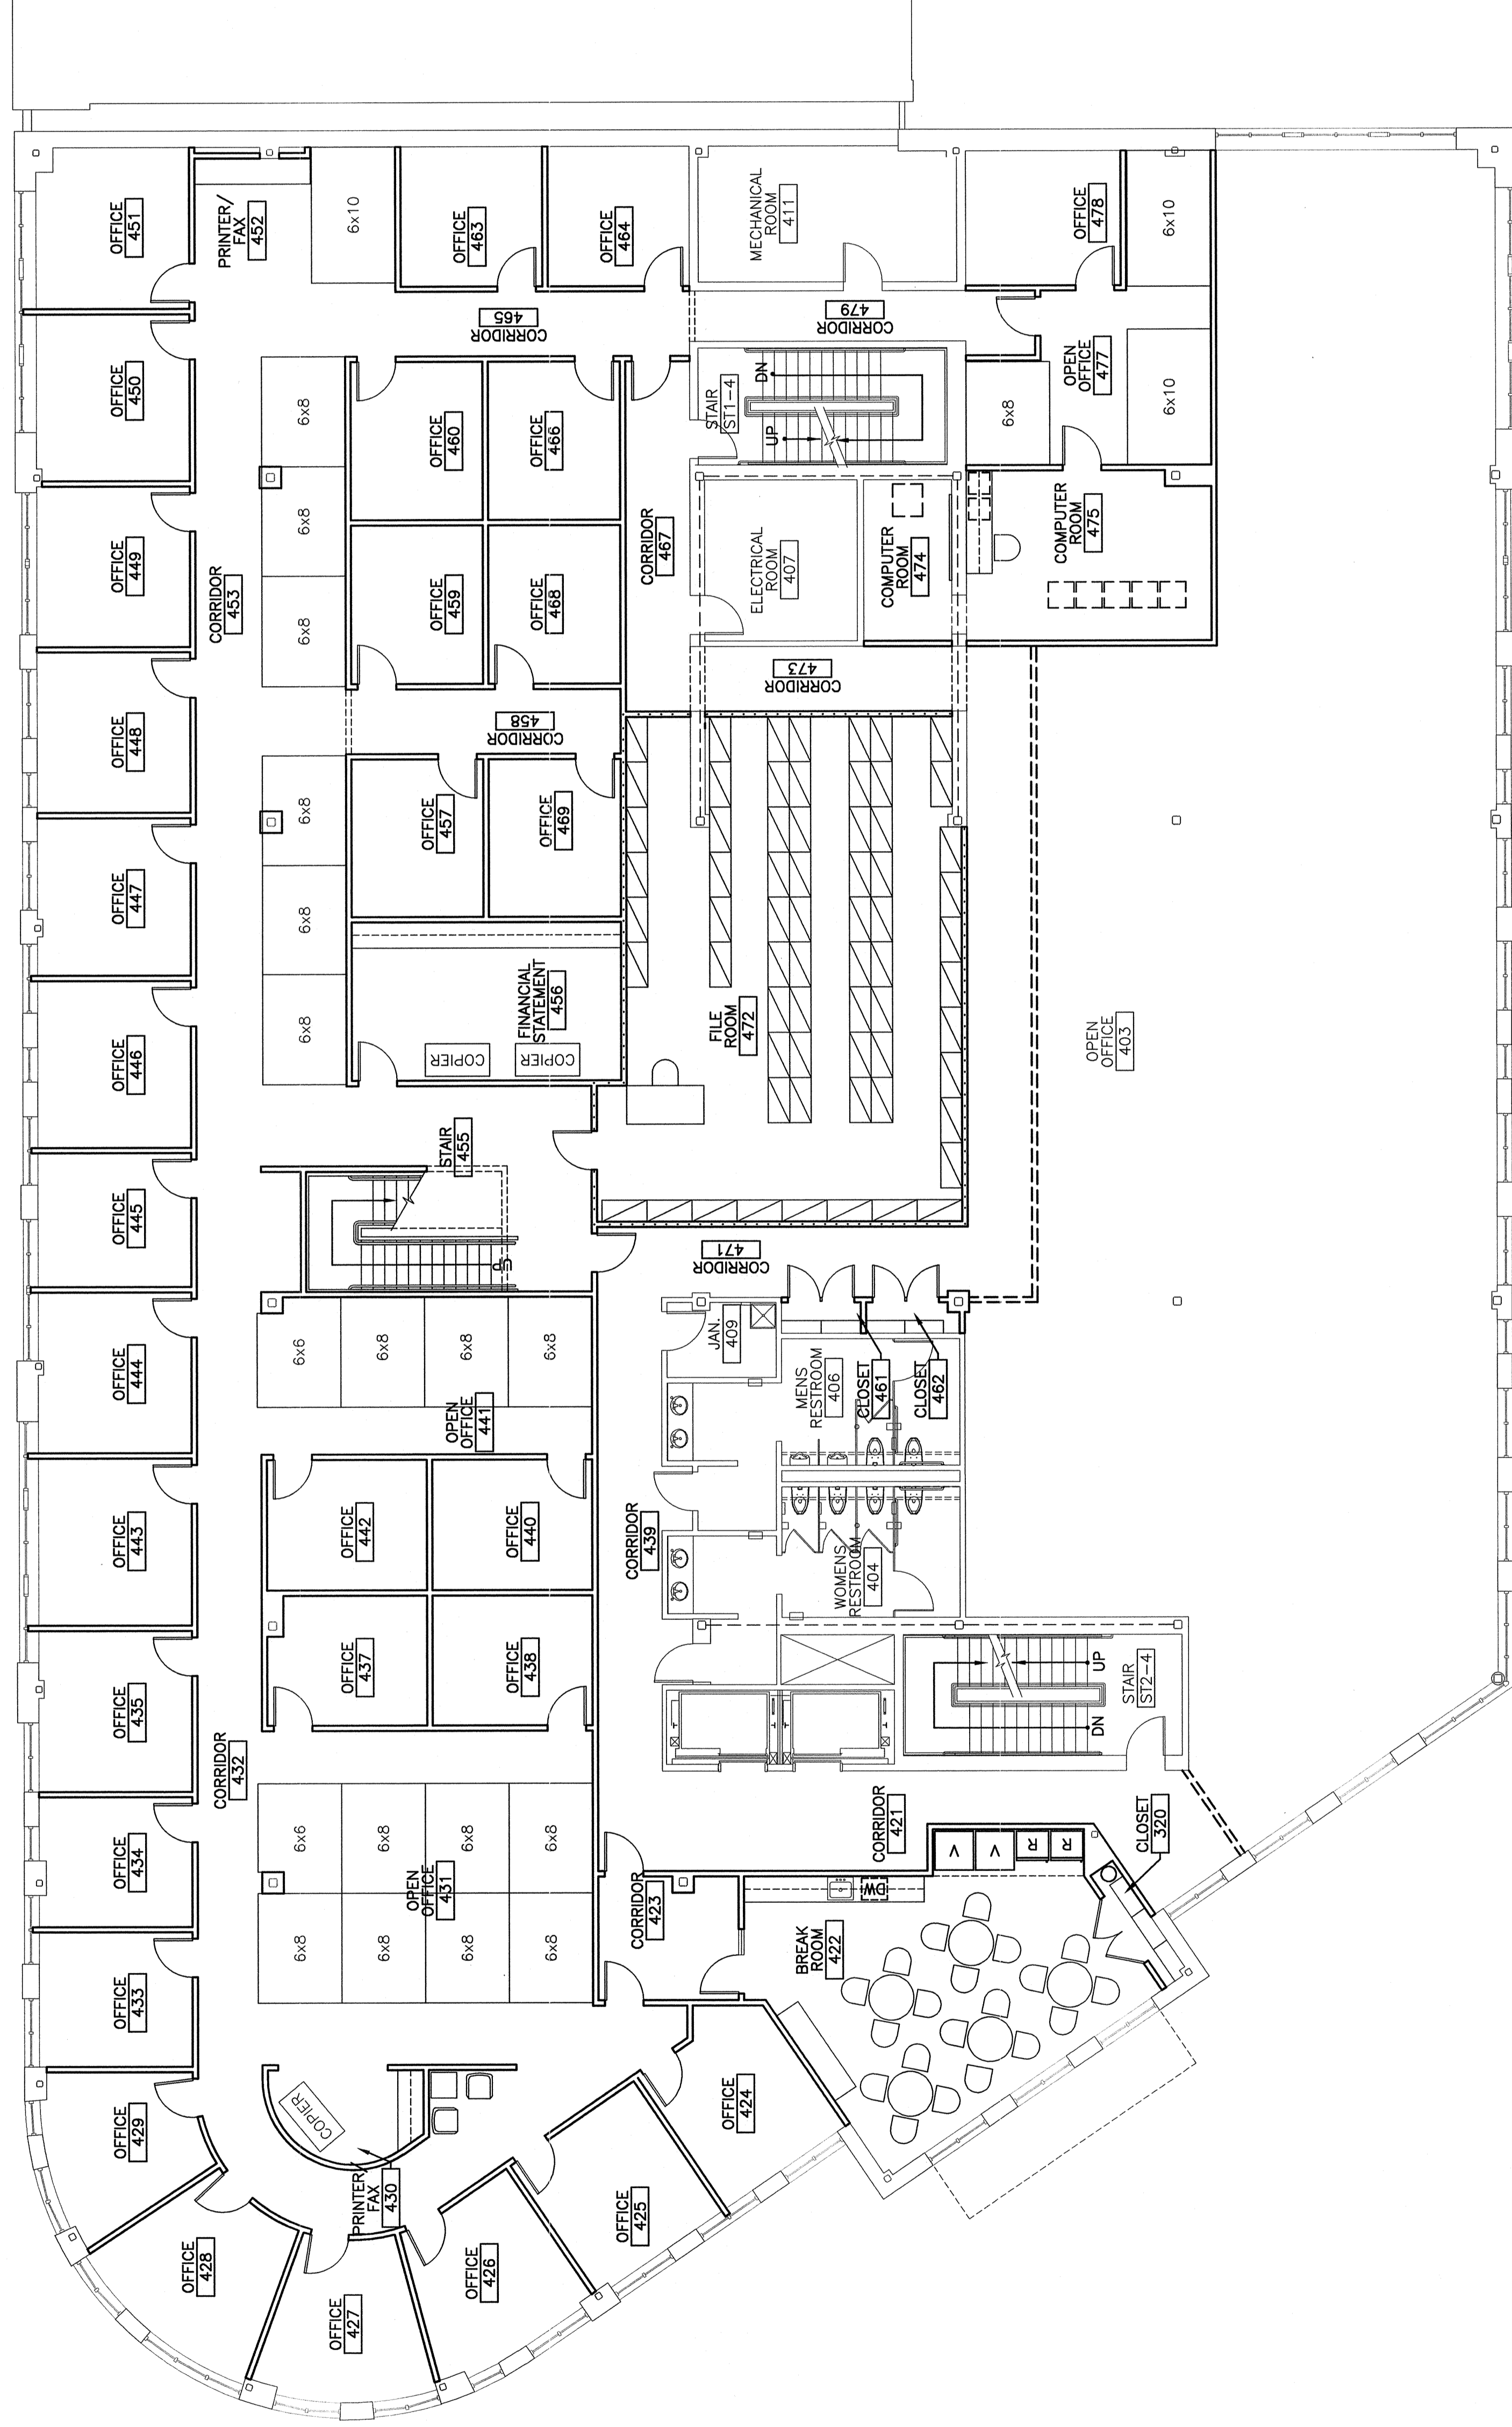 OFFICE
451
PRINTER/
FAX
452
6x10
OFFICE
463
OFFICE
464
MECHANICAL
ROOM
411
OFFICE
478
6x10
CORRIDOR
465
CORRIDOR
479
OFFICE
450
6x8
OFFICE
460
OFFICE
466
STAIR
ST1-4
DN
UP
6x8
OPEN
OFFICE
477
6x10
OFFICE
449
CORRIDOR
453
6x8
6x8
OFFICE
459
OFFICE
468
CORRIDOR
467
ELECTRICAL
ROOM
407
COMPUTER
ROOM
474
COMPUTER
ROOM
475
CORRIDOR
473
OFFICE
448
CORRIDOR
458
6x8
OFFICE
457
OFFICE
469
OFFICE
447
6x8
OFFICE
446
6x8
FINANCIAL
STATEMENT
456
COPIER
COPIER
FILE
ROOM
472
OPEN
OFFICE
403
OFFICE
445
STAIR
455
UP
CORRIDOR
471
OFFICE
444
6x6
6x8
6x8
6x8
OPEN
OFFICE
441
JAN.
409
MENS
RESTROOM
406
CLOSET
461
CLOSET
462
OFFICE
443
OFFICE
442
OFFICE
440
CORRIDOR
439
WOMENS
RESTROOM
404
OFFICE
435
OFFICE
437
OFFICE
438
STAIR
ST2-4
UP
DN
CORRIDOR
432
OFFICE
434
6x6
6x8
6x8
6x8
OPEN
OFFICE
431
CORRIDOR
421
V
V
R
R
CLOSET
320
OFFICE
433
6x8
6x8
6x8
6x8
CORRIDOR
423
DW
BREAK
ROOM
422
OFFICE
429
COPIER
PRINTER
FAX
430
OFFICE
424
OFFICE
428
OFFICE
427
OFFICE
426
OFFICE
425